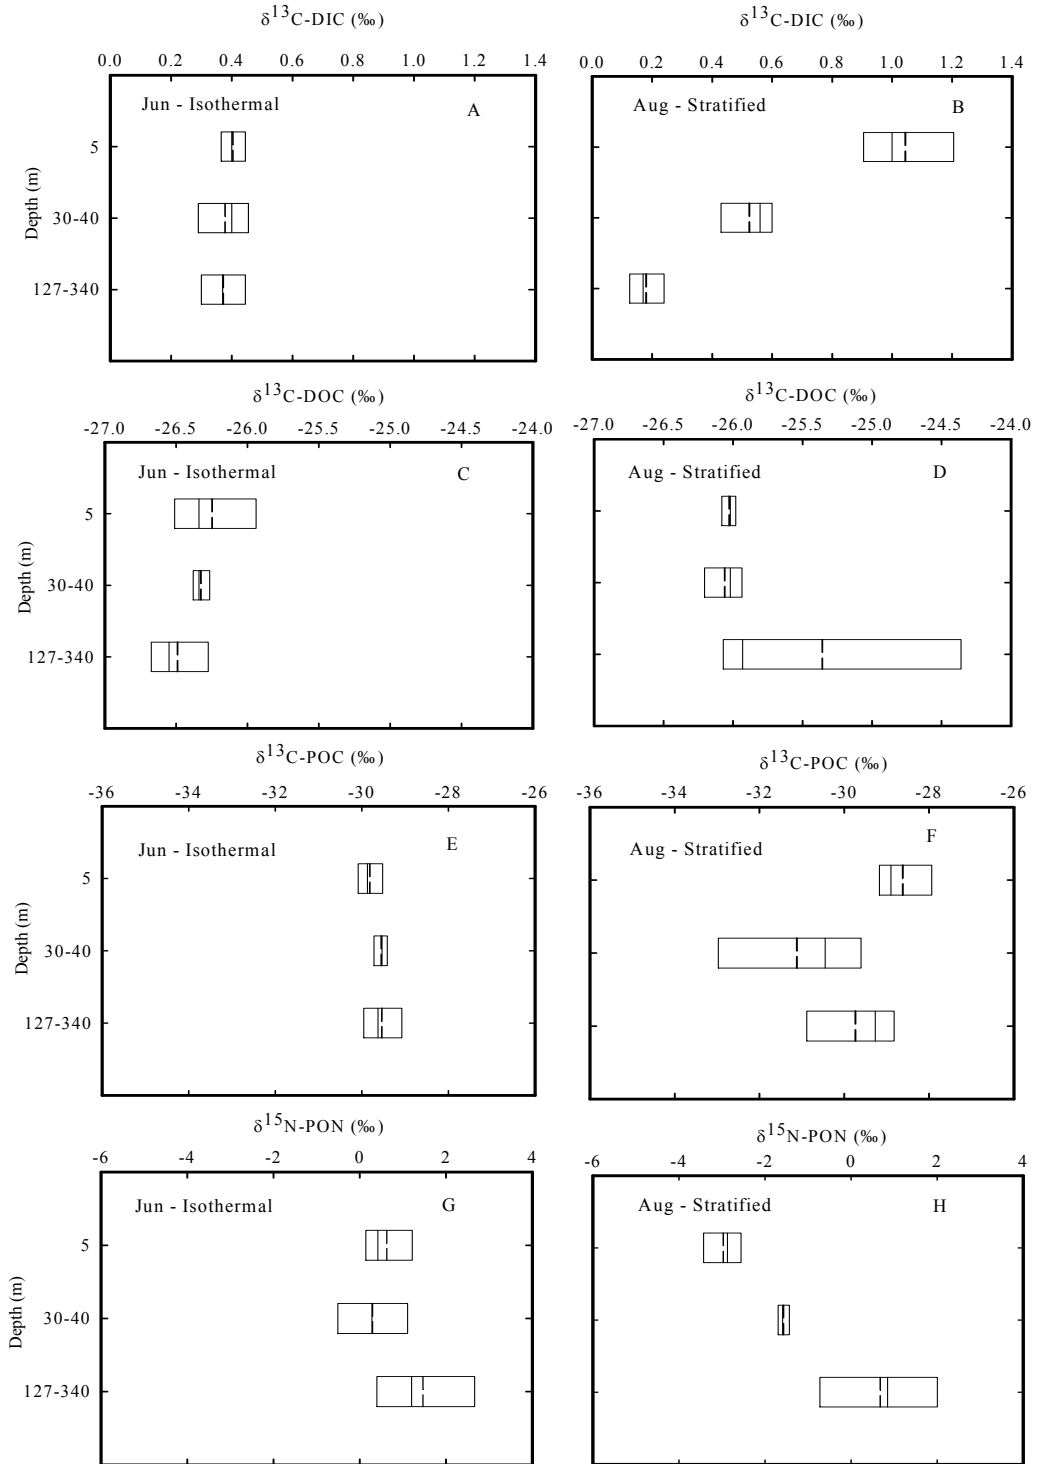 δ13C-DIC (‰)
0.0 0.2 0.4 0.6 0.8 1.0 1.2 1.4
Jun - Isothermal
A
5
30-40
127-340
Depth (m)
δ13C-DIC (‰)
0.0 0.2 0.4 0.6 0.8 1.0 1.2 1.4
Aug - Stratified
B
δ13C-DOC (‰)
-27.0 -26.5 -26.0 -25.5 -25.0 -24.5 -24.0
Jun - Isothermal
C
5
30-40
127-340
Depth (m)
δ13C-DOC (‰)
-27.0 -26.5 -26.0 -25.5 -25.0 -24.5 -24.0
Aug - Stratified
D
δ13C-POC (‰)
-36 -34 -32 -30 -28 -26
Jun - Isothermal
E
5
30-40
127-340
Depth (m)
δ13C-POC (‰)
-36 -34 -32 -30 -28 -26
Aug - Stratified
F
δ15N-PON (‰)
-6 -4 -2 0 2 4
Jun - Isothermal
G
5
30-40
127-340
Depth (m)
δ15N-PON (‰)
-6 -4 -2 0 2 4
Aug - Stratified
H